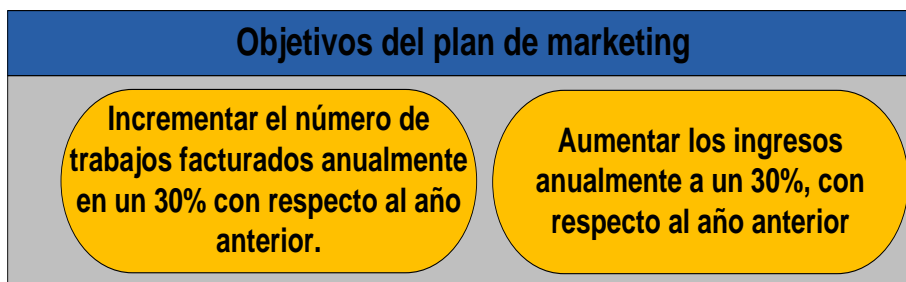 Objetivos del plan de marketing
Incrementar el número de
trabajos facturados anualmente
en un 30% con respecto al año
anterior.
Aumentar los ingresos
anualmente a un 30%, con
respecto al año anterior